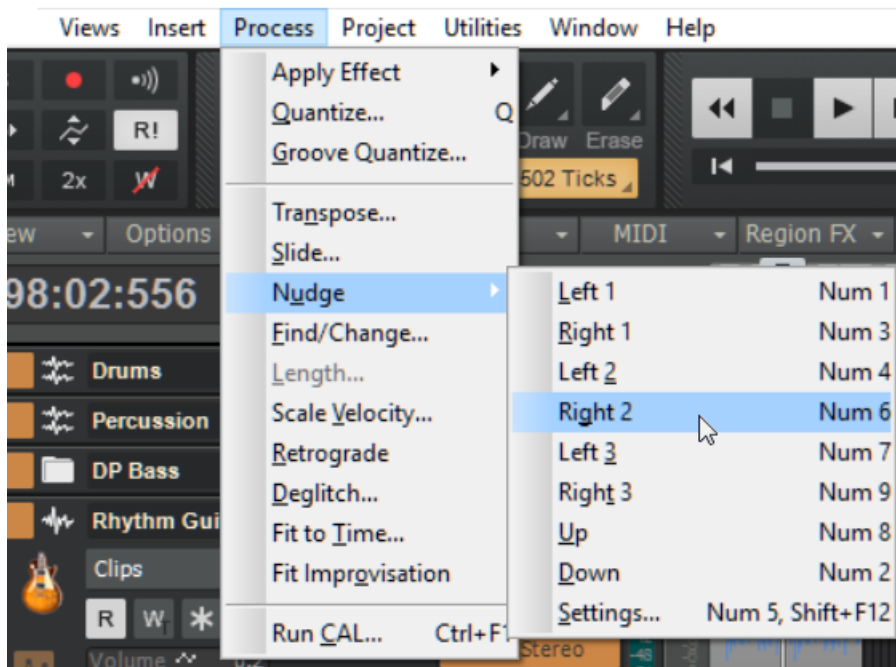 Views Insert Process Project Utilities Window Help
Apply Effect
Quantize... Q
Groove Quantize...
Transpose...
Slide...
Nudge
Find/Change...
Length...
Scale Velocity...
Retrograde
Deglitch...
Fit to Time...
Fit Improvisation
Run CAL... Ctrl+F1
Left 1 Num 1
Right 1 Num 3
Left 2 Num 4
Right 2 Num 6
Left 3 Num 7
Right 3 Num 9
Up Num 8
Down Num 2
Settings... Num 5, Shift+F12
R!
2x W
Draw Erase
502 Ticks
ew Options MIDI Region FX
98:02:556
Drums
Percussion
DP Bass
Rhythm Gui
Clips
R W
Volume
Stereo
-48